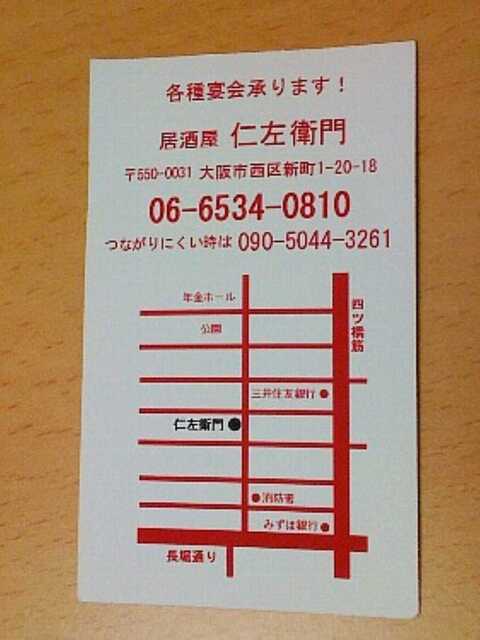 各種宴会承ります！
居酒屋 仁左衛門
〒550-0031 大阪市西区新町1-20-18
06-6534-0810
つながりにくい時は 090-5044-3261
年金ホール
公園
四ツ橋筋
三井住友銀行
仁左衛門
消防署
みずほ銀行
長堀通り